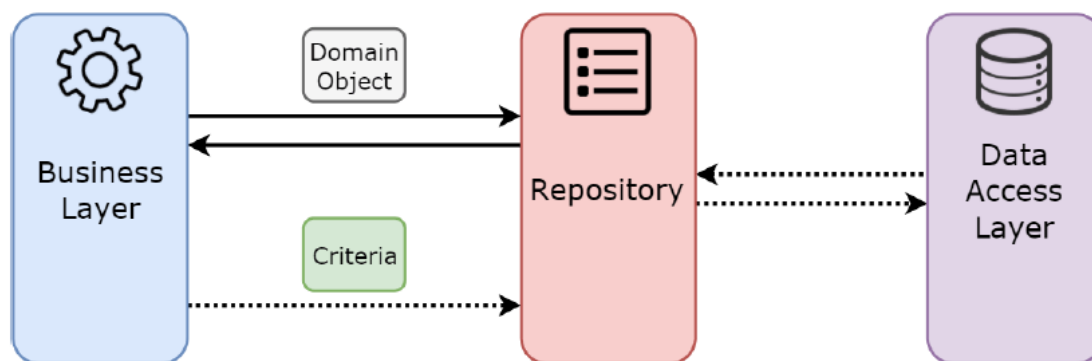 Business
Layer
Domain
Object
Criteria
Repository
Data
Access
Layer